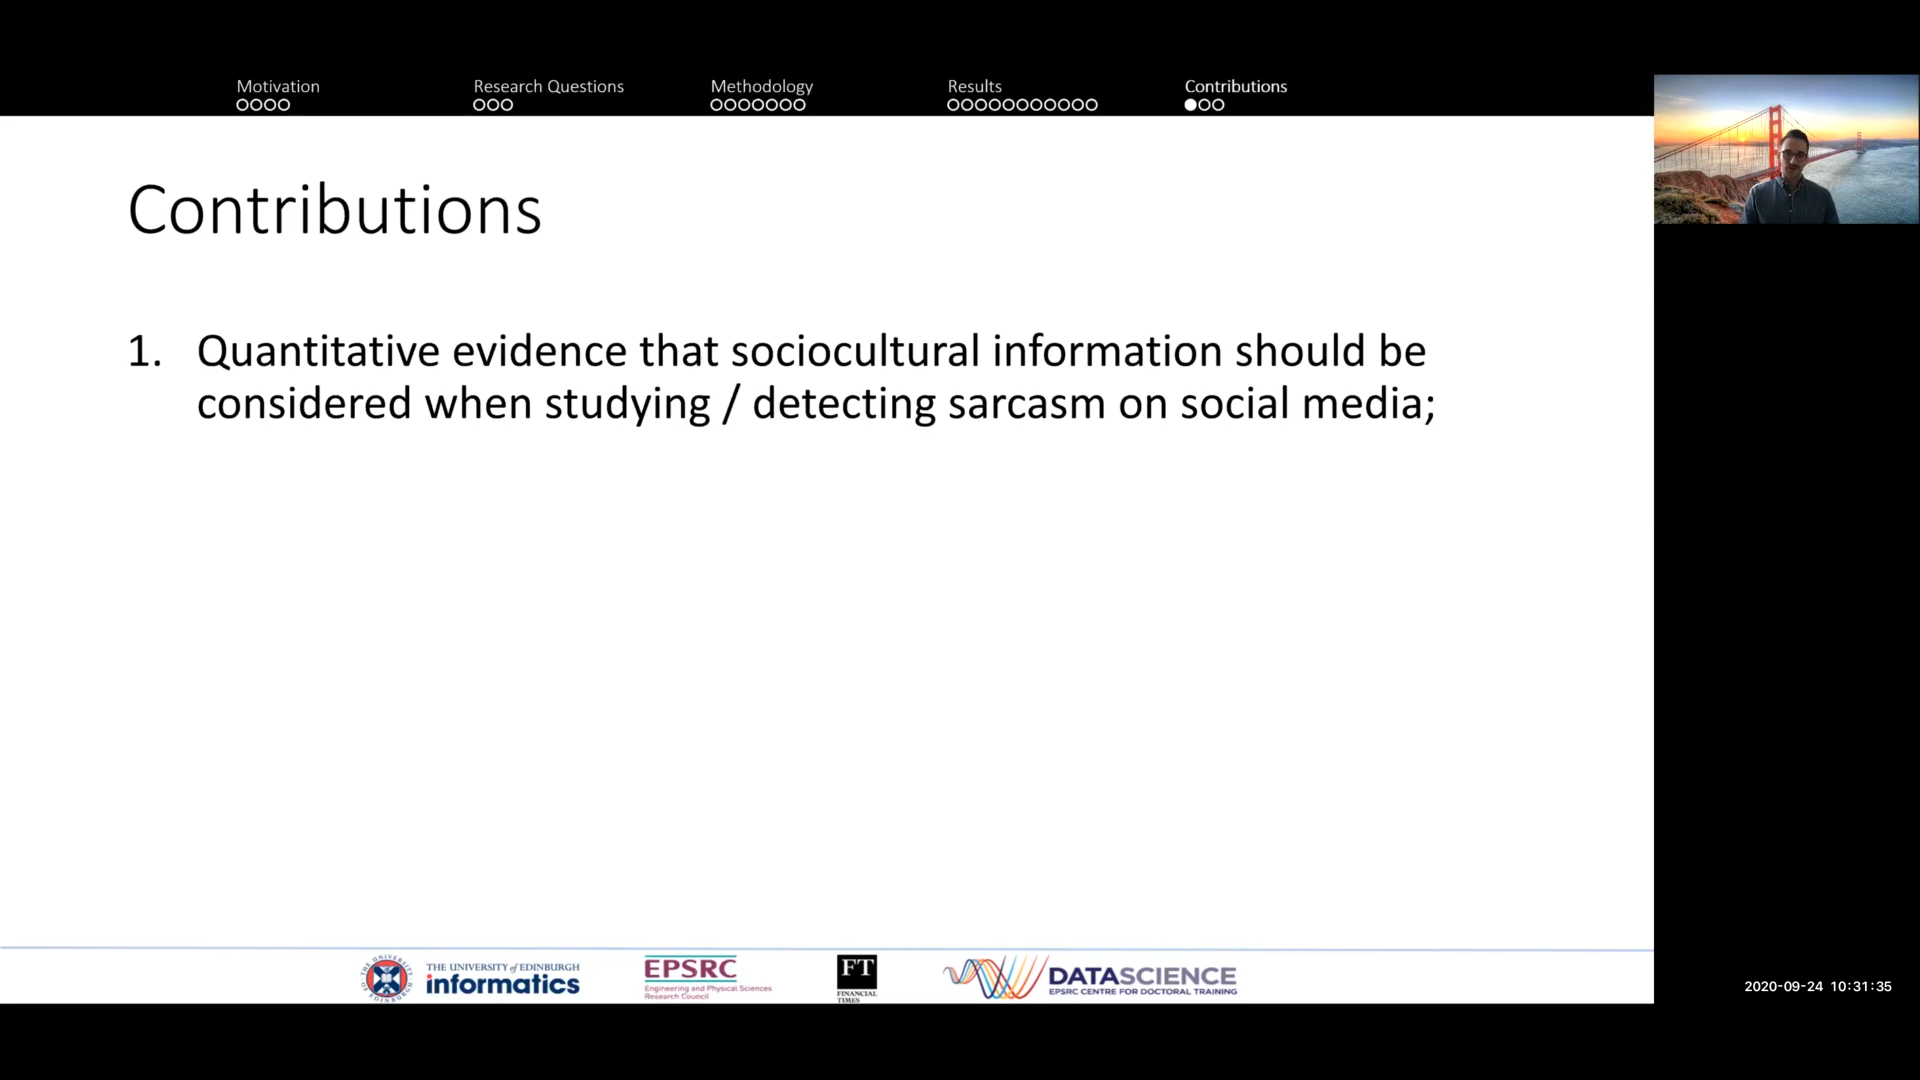 Motivation
Research Questions
Methodology
Results
Contributions
Contributions
1. Quantitative evidence that sociocultural information should be
considered when studying / detecting sarcasm on social media;
THE UNIVERSITY of EDINBURGH
informatics
EPSRC
Engineering and Physical Sciences
Research Council
FT
FINANCIAL
TIMES
DATASCIENCE
EPSRC CENTRE FOR DOCTORAL TRAINING
2020-09-24 10:31:35